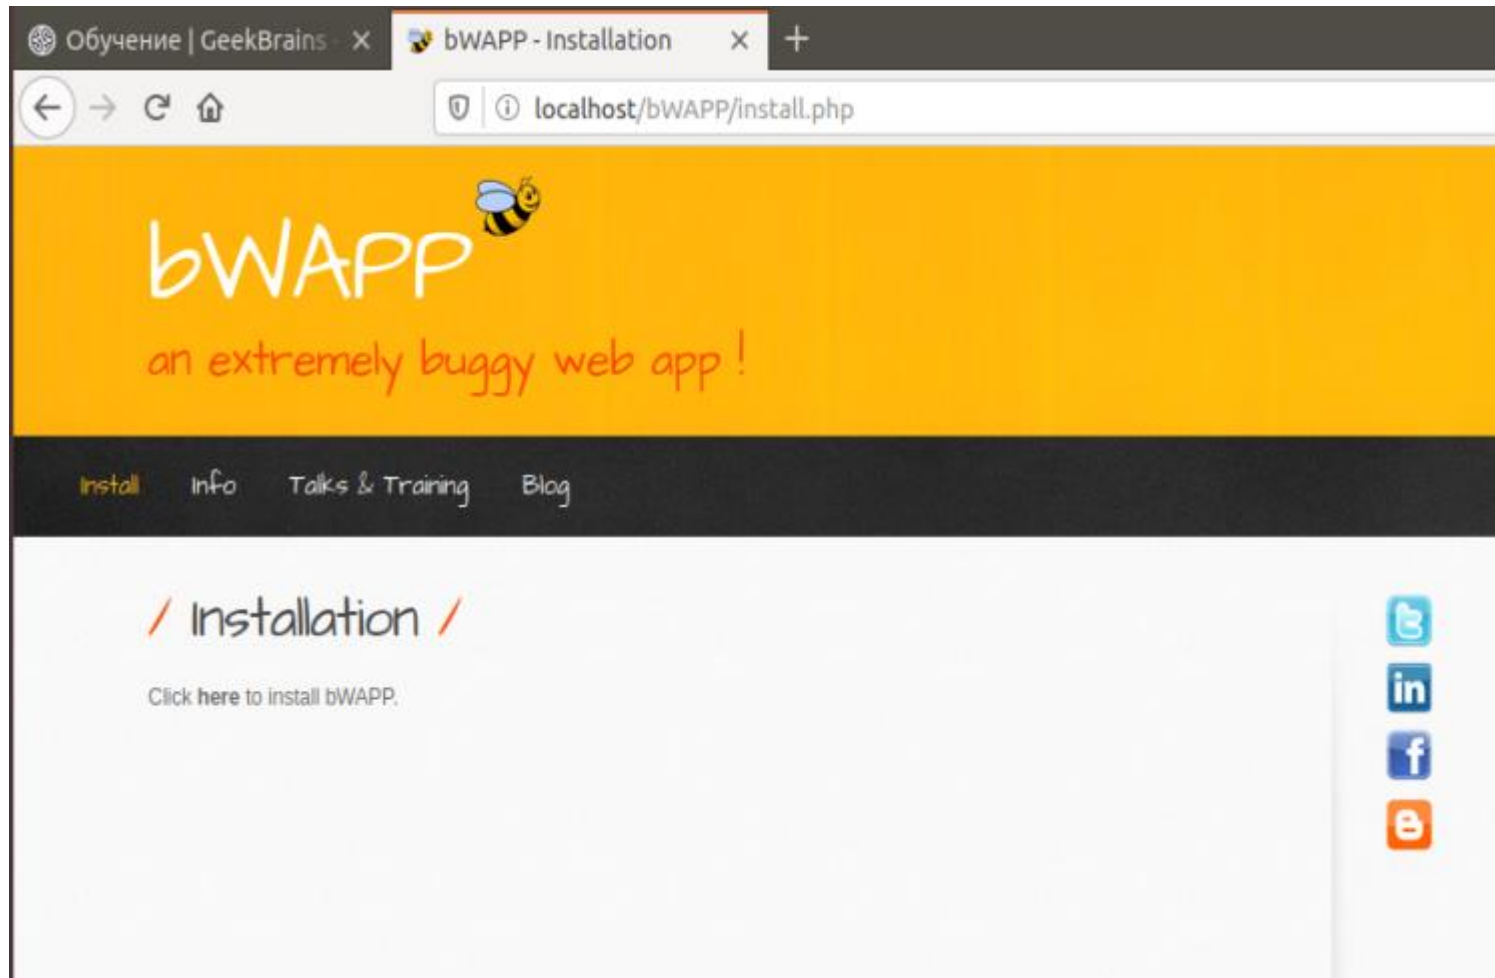 Обучение | GeekBrains -
bWAPP - Installation
localhost/bWAPP/install.php
bWAPP
an extremely buggy web app !
Install Info Talks & Training Blog
/ Installation /
Click here to install bWAPP.